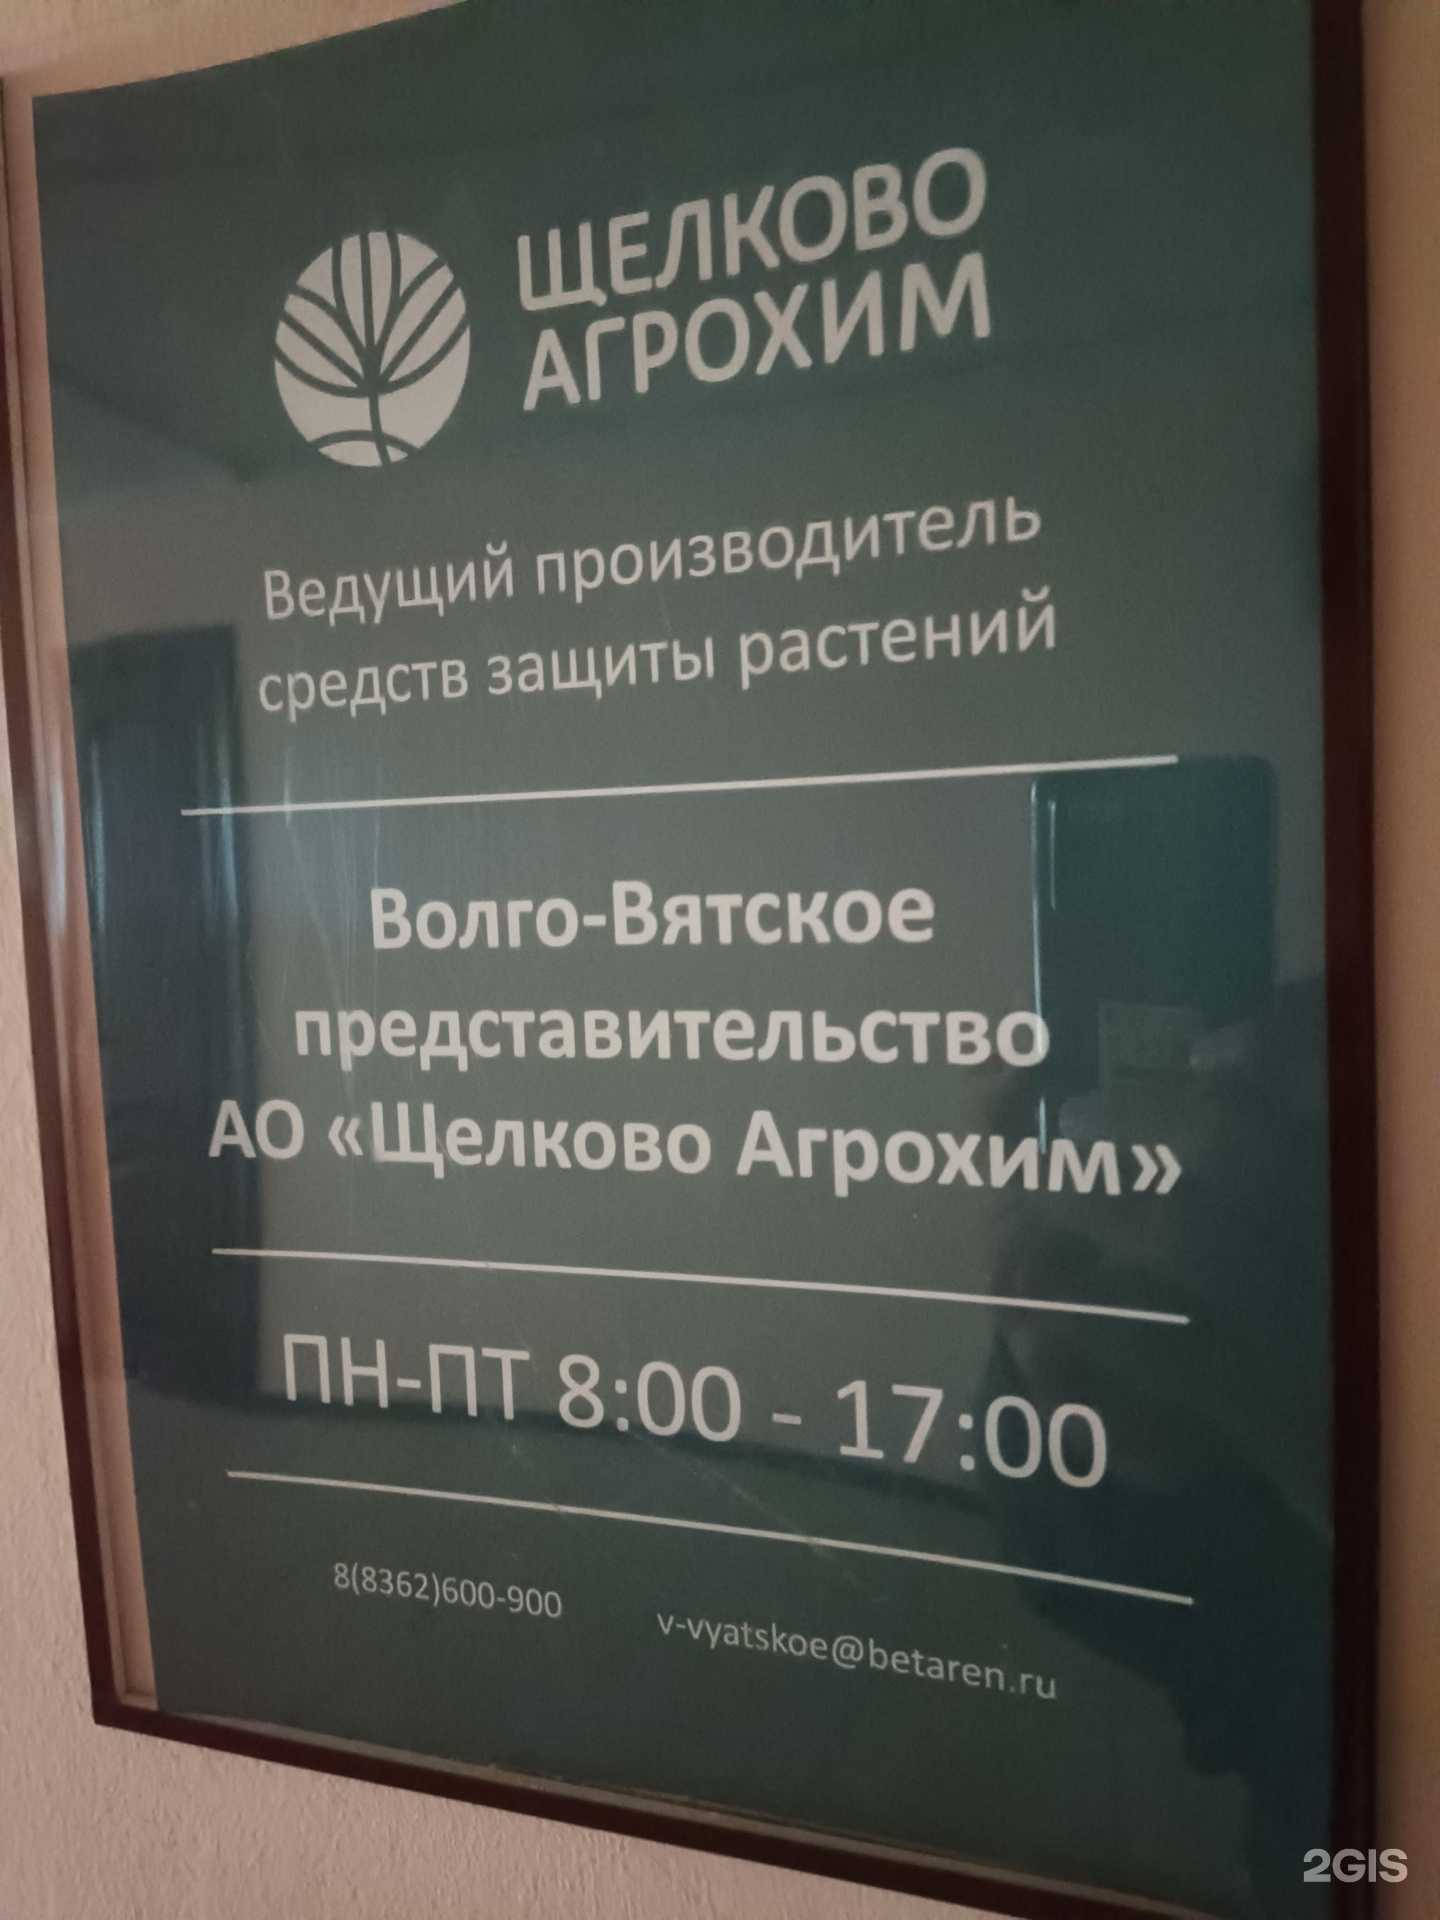 ЩЕЛКОВО
АГРОХИМ
Ведущий производитель
средств защиты растений
Волго-Вятское
представительство
АО «Щелково Агрохим»
ПН-ПТ 8:00 - 17:00
8(8362)600-900
v-vyatskoe@betaren.ru
2GIS